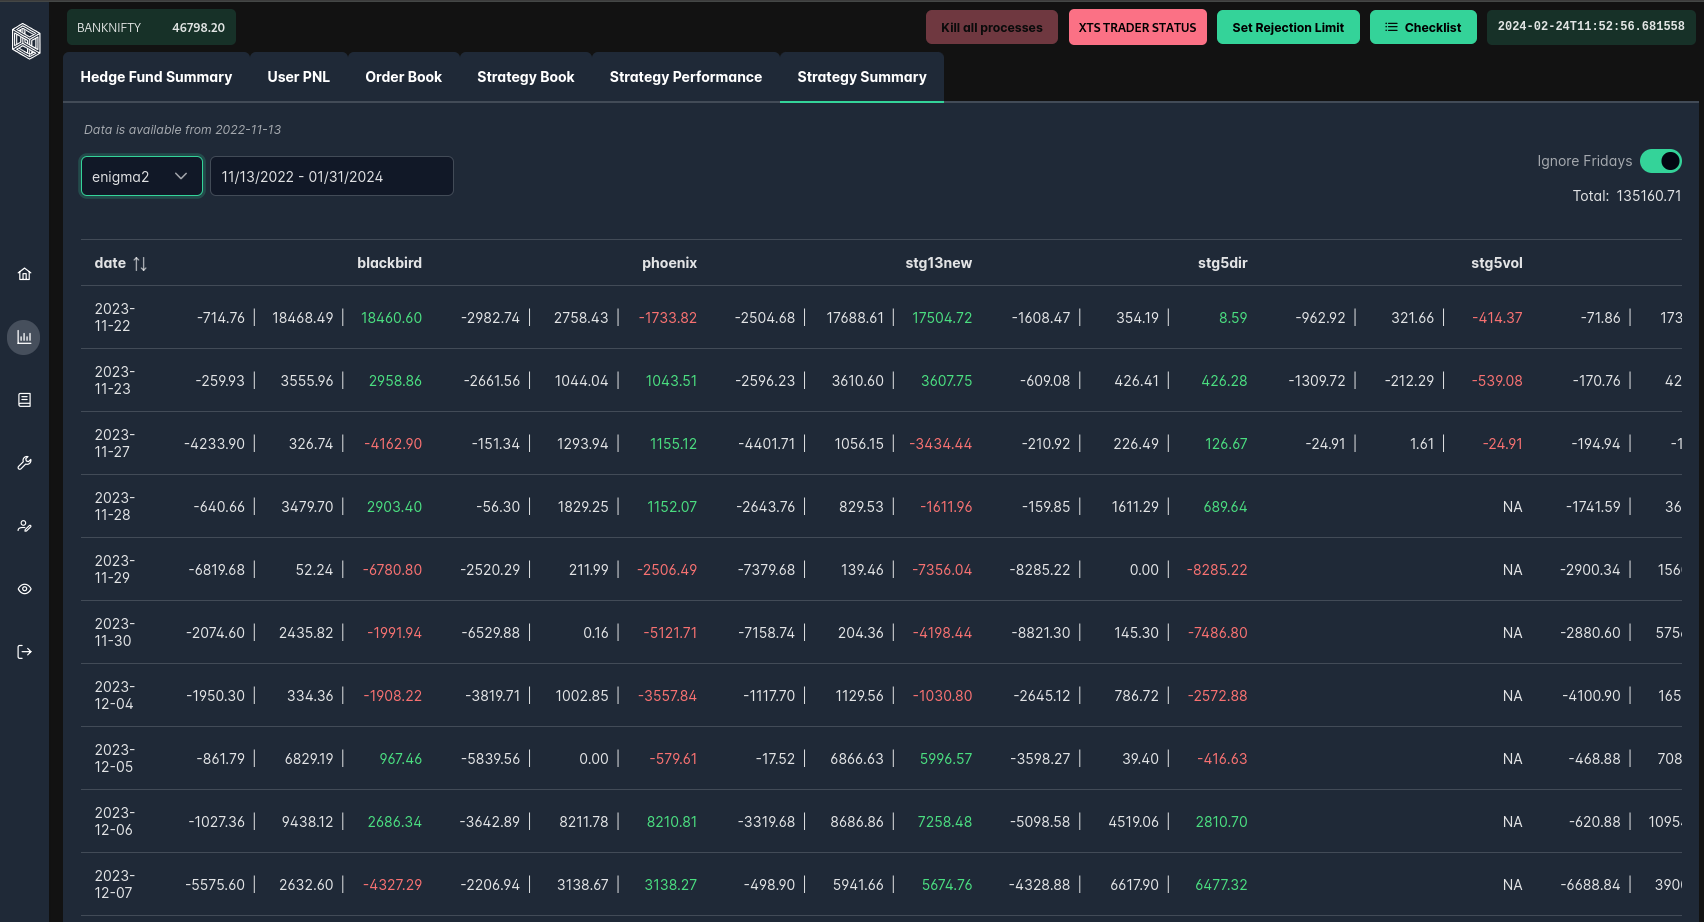 BANKNIFTY 46798.20 Kill all processes XTS TRADER STATUS Set Rejection Limit Checklist 2024-02-24T11:52:56.681558
Hedge Fund Summary User PNL Order Book Strategy Book Strategy Performance Strategy Summary
Data is available from 2022-11-13
enigma2 11/13/2022 - 01/31/2024 Ignore Fridays
Total: 135160.71
date blackbird phoenix stg13new stg5dir stg5vol
2023-11-22 -714.76 | 18468.49 | 18460.60 -2982.74 | 2758.43 | -1733.82 -2504.68 | 17688.61 | 17504.72 -1608.47 | 354.19 | 8.59 -962.92 | 321.66 | -414.37 -71.86 | 173
2023-11-23 -259.93 | 3555.96 | 2958.86 -2661.56 | 1044.04 | 1043.51 -2596.23 | 3610.60 | 3607.75 -609.08 | 426.41 | 426.28 -1309.72 | -212.29 | -539.08 -170.76 | 42
2023-11-27 -4233.90 | 326.74 | -4162.90 -151.34 | 1293.94 | 1155.12 -4401.71 | 1056.15 | -3434.44 -210.92 | 226.49 | 126.67 -24.91 | 1.61 | -24.91 -194.94 | -1
2023-11-28 -640.66 | 3479.70 | 2903.40 -56.30 | 1829.25 | 1152.07 -2643.76 | 829.53 | -1611.96 -159.85 | 1611.29 | 689.64 NA -1741.59 | 36
2023-11-29 -6819.68 | 52.24 | -6780.80 -2520.29 | 211.99 | -2506.49 -7379.68 | 139.46 | -7356.04 -8285.22 | 0.00 | -8285.22 NA -2900.34 | 156
2023-11-30 -2074.60 | 2435.82 | -1991.94 -6529.88 | 0.16 | -5121.71 -7158.74 | 204.36 | -4198.44 -8821.30 | 145.30 | -7486.80 NA -2880.60 | 575
2023-12-04 -1950.30 | 334.36 | -1908.22 -3819.71 | 1002.85 | -3557.84 -1117.70 | 1129.56 | -1030.80 -2645.12 | 786.72 | -2572.88 NA -4100.90 | 165
2023-12-05 -861.79 | 6829.19 | 967.46 -5839.56 | 0.00 | -579.61 -17.52 | 6866.63 | 5996.57 -3598.27 | 39.40 | -416.63 NA -468.88 | 708
2023-12-06 -1027.36 | 9438.12 | 2686.34 -3642.89 | 8211.78 | 8210.81 -3319.68 | 8686.86 | 7258.48 -5098.58 | 4519.06 | 2810.70 NA -620.88 | 1095
2023-12-07 -5575.60 | 2632.60 | -4327.29 -2206.94 | 3138.67 | 3138.27 -498.90 | 5941.66 | 5674.76 -4328.88 | 6617.90 | 6477.32 NA -6688.84 | 390